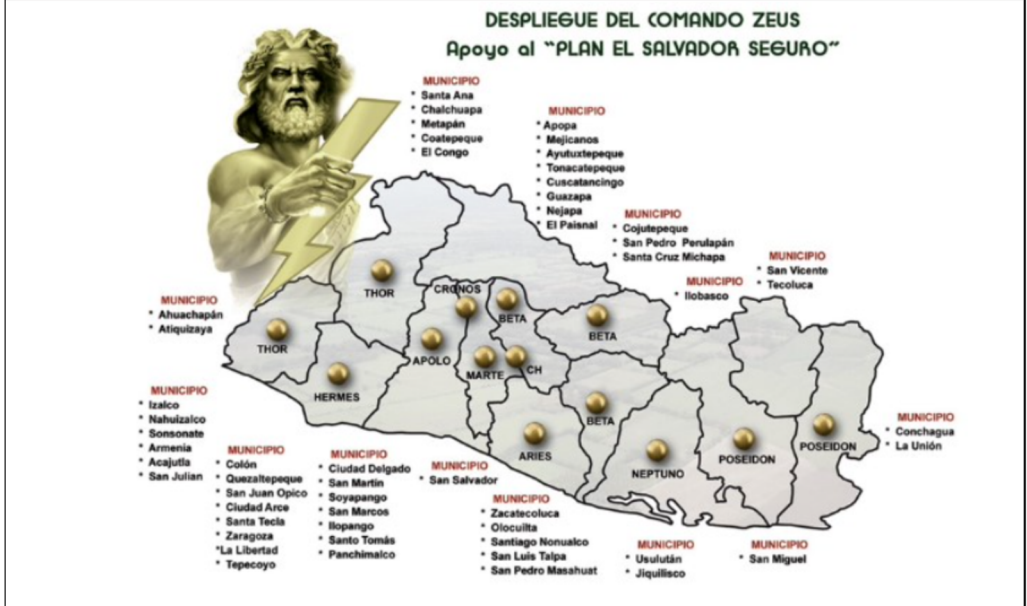 DESPLIEGUE DEL COMANDO ZEUS
Apoyo al “PLAN EL SALVADOR SEGURO”
MUNICIPIO
* Santa Ana
* Chalchuapa
* Metapán
* Coatepeque
* El Congo
MUNICIPIO
* Apopa
* Mejicanos
* Ayutuxtepeque
* Tonacatepeque
* Cuscatancingo
* Guazapa
* Nejapa
* El Paisnal
MUNICIPIO
* Cojutepeque
* San Pedro Perulapán
* Santa Cruz Michapa
MUNICIPIO
* Ilobasco
MUNICIPIO
* San Vicente
* Tecoluca
MUNICIPIO
* Ahuachapán
* Atiquizaya
THOR
CRONOS
BETA
BETA
THOR
APOLO
MARTE
CH
HERMES
BETA
ARIES
NEPTUNO
POSEIDON
POSEIDON
MUNICIPIO
* Izalco
* Nahuizalco
* Sonsonate
* Armenia
* Acajutla
* San Julian
MUNICIPIO
* Colón
* Quezaltepeque
* San Juan Opico
* Ciudad Arce
* Santa Tecla
* Zaragoza
*La Libertad
* Tepecoyo
MUNICIPIO
* Ciudad Delgado
* San Martín
* Soyapango
* San Marcos
* Ilopango
* Santo Tomás
* Panchimalco
MUNICIPIO
* San Salvador
MUNICIPIO
* Zacatecoluca
* Olocuilta
* Santiago Nonualco
* San Luis Talpa
* San Pedro Masahuat
MUNICIPIO
* Usulután
* Jiquilisco
MUNICIPIO
* San Miguel
MUNICIPIO
* Conchagua
* La Unión